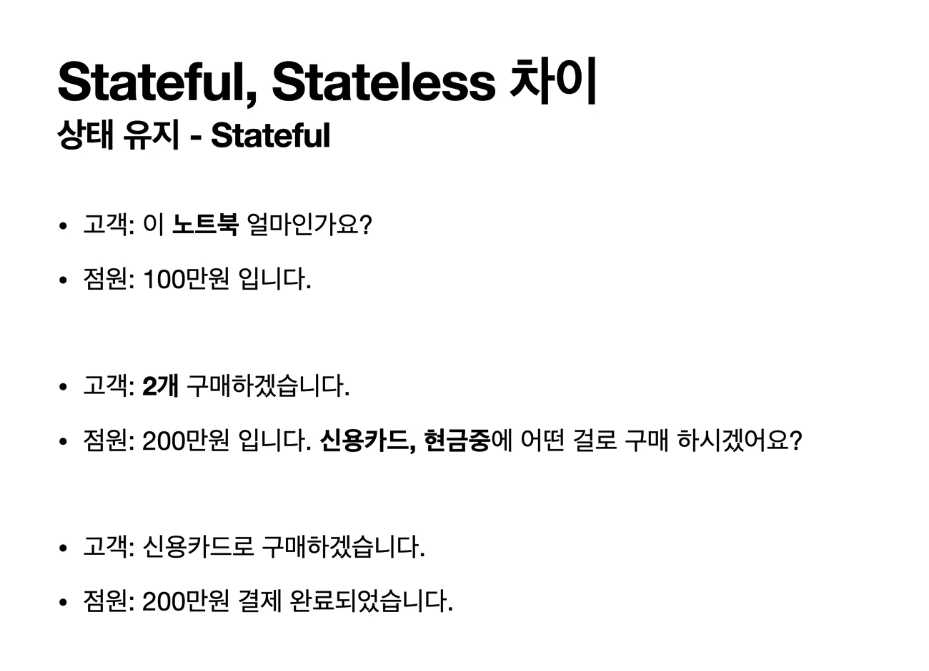 Stateful, Stateless 차이
상태 유지 - Stateful
• 고객: 이 노트북 얼마인가요?
• 점원: 100만원 입니다.
• 고객: 2개 구매하겠습니다.
• 점원: 200만원 입니다. 신용카드, 현금중에 어떤 걸로 구매 하시겠어요?
• 고객: 신용카드로 구매하겠습니다.
• 점원: 200만원 결제 완료되었습니다.